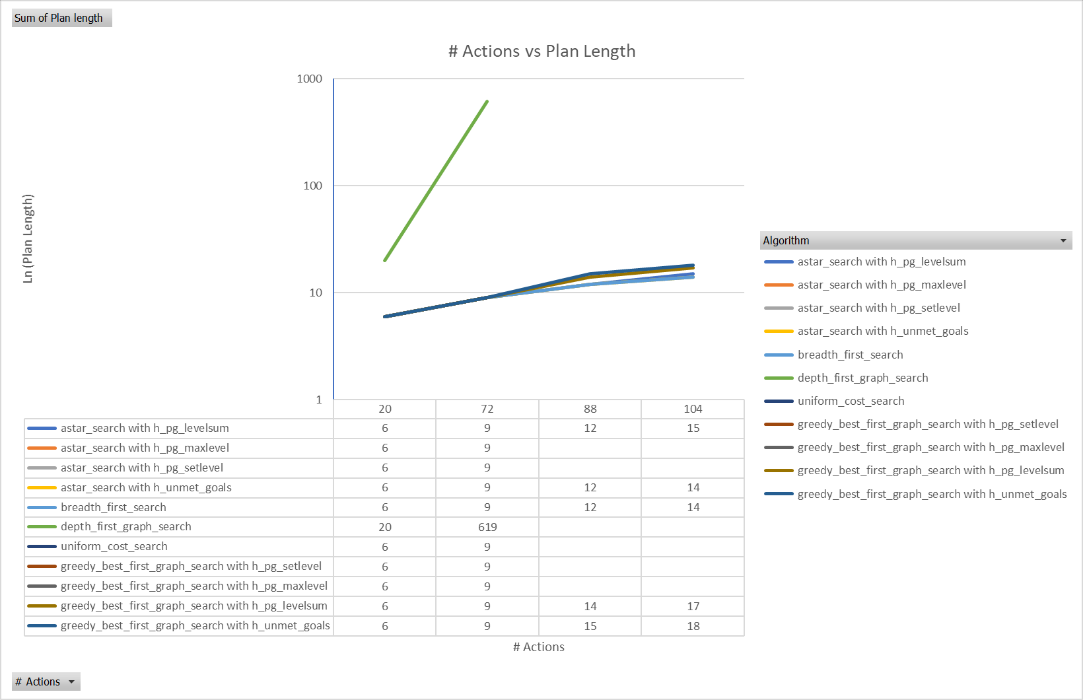 Sum of Plan length
# Actions vs Plan Length
1000
100
10
1
Ln (Plan Length)
20 72 88 104
astar_search with h_pg_levelsum 6 9 12 15
astar_search with h_pg_maxlevel 6 9
astar_search with h_pg_setlevel 6 9
astar_search with h_unmet_goals 6 9 12 14
breadth_first_search 6 9 12 14
depth_first_graph_search 20 619
uniform_cost_search 6 9
greedy_best_first_graph_search with h_pg_setlevel 6 9
greedy_best_first_graph_search with h_pg_maxlevel 6 9
greedy_best_first_graph_search with h_pg_levelsum 6 9 14 17
greedy_best_first_graph_search with h_unmet_goals 6 9 15 18
# Actions
Algorithm
astar_search with h_pg_levelsum
astar_search with h_pg_maxlevel
astar_search with h_pg_setlevel
astar_search with h_unmet_goals
breadth_first_search
depth_first_graph_search
uniform_cost_search
greedy_best_first_graph_search with h_pg_setlevel
greedy_best_first_graph_search with h_pg_maxlevel
greedy_best_first_graph_search with h_pg_levelsum
greedy_best_first_graph_search with h_unmet_goals
# Actions